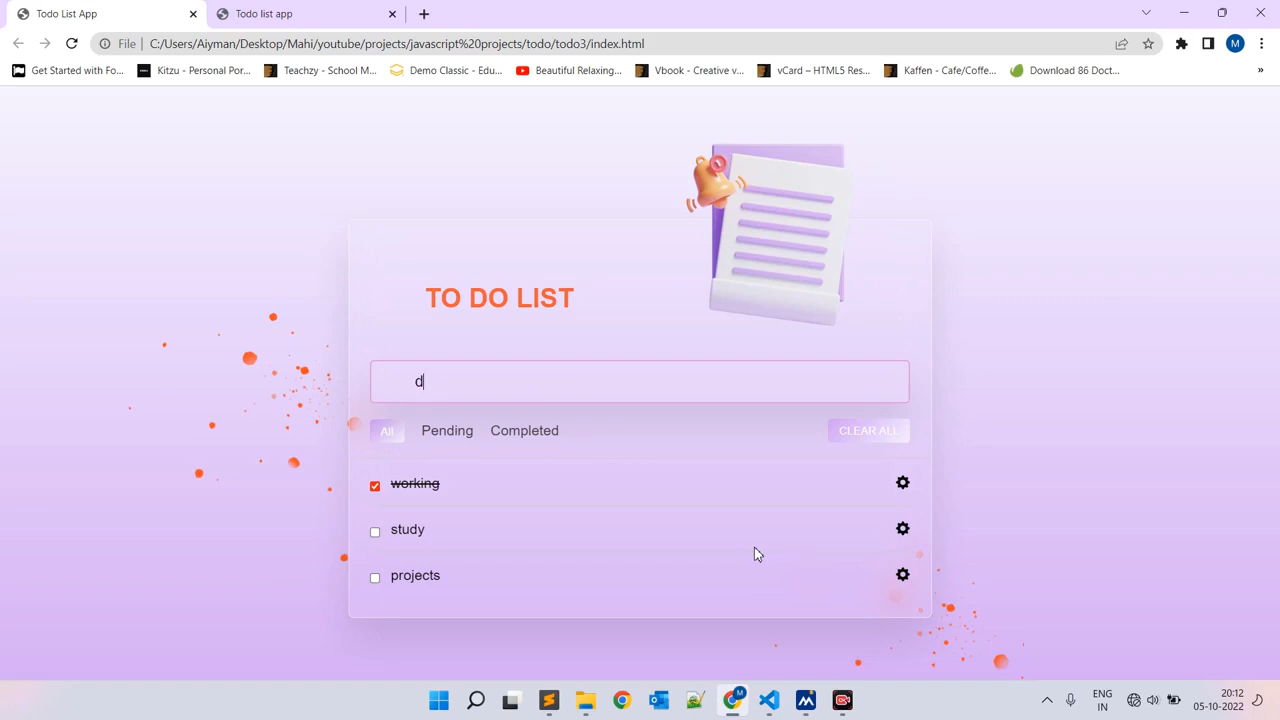 Todo List App
Todo list app
File C:/Users/Aiyman/Desktop/Mahi/youtube/projects/javascript%20projects/todo/todo3/index.html
M
Get Started with Fo...
Kitzu - Personal Por...
Teachzy - School M...
Demo Classic - Edu...
Beautiful Relaxing...
Vbook - Creative v...
vCard – HTML5 Res...
Kaffen - Cafe/Coffe...
Download 86 Doct...
»
TO DO LIST
d
All Pending Completed CLEAR ALL
working
study
projects
M
ENG
IN
20:12
05-10-2022